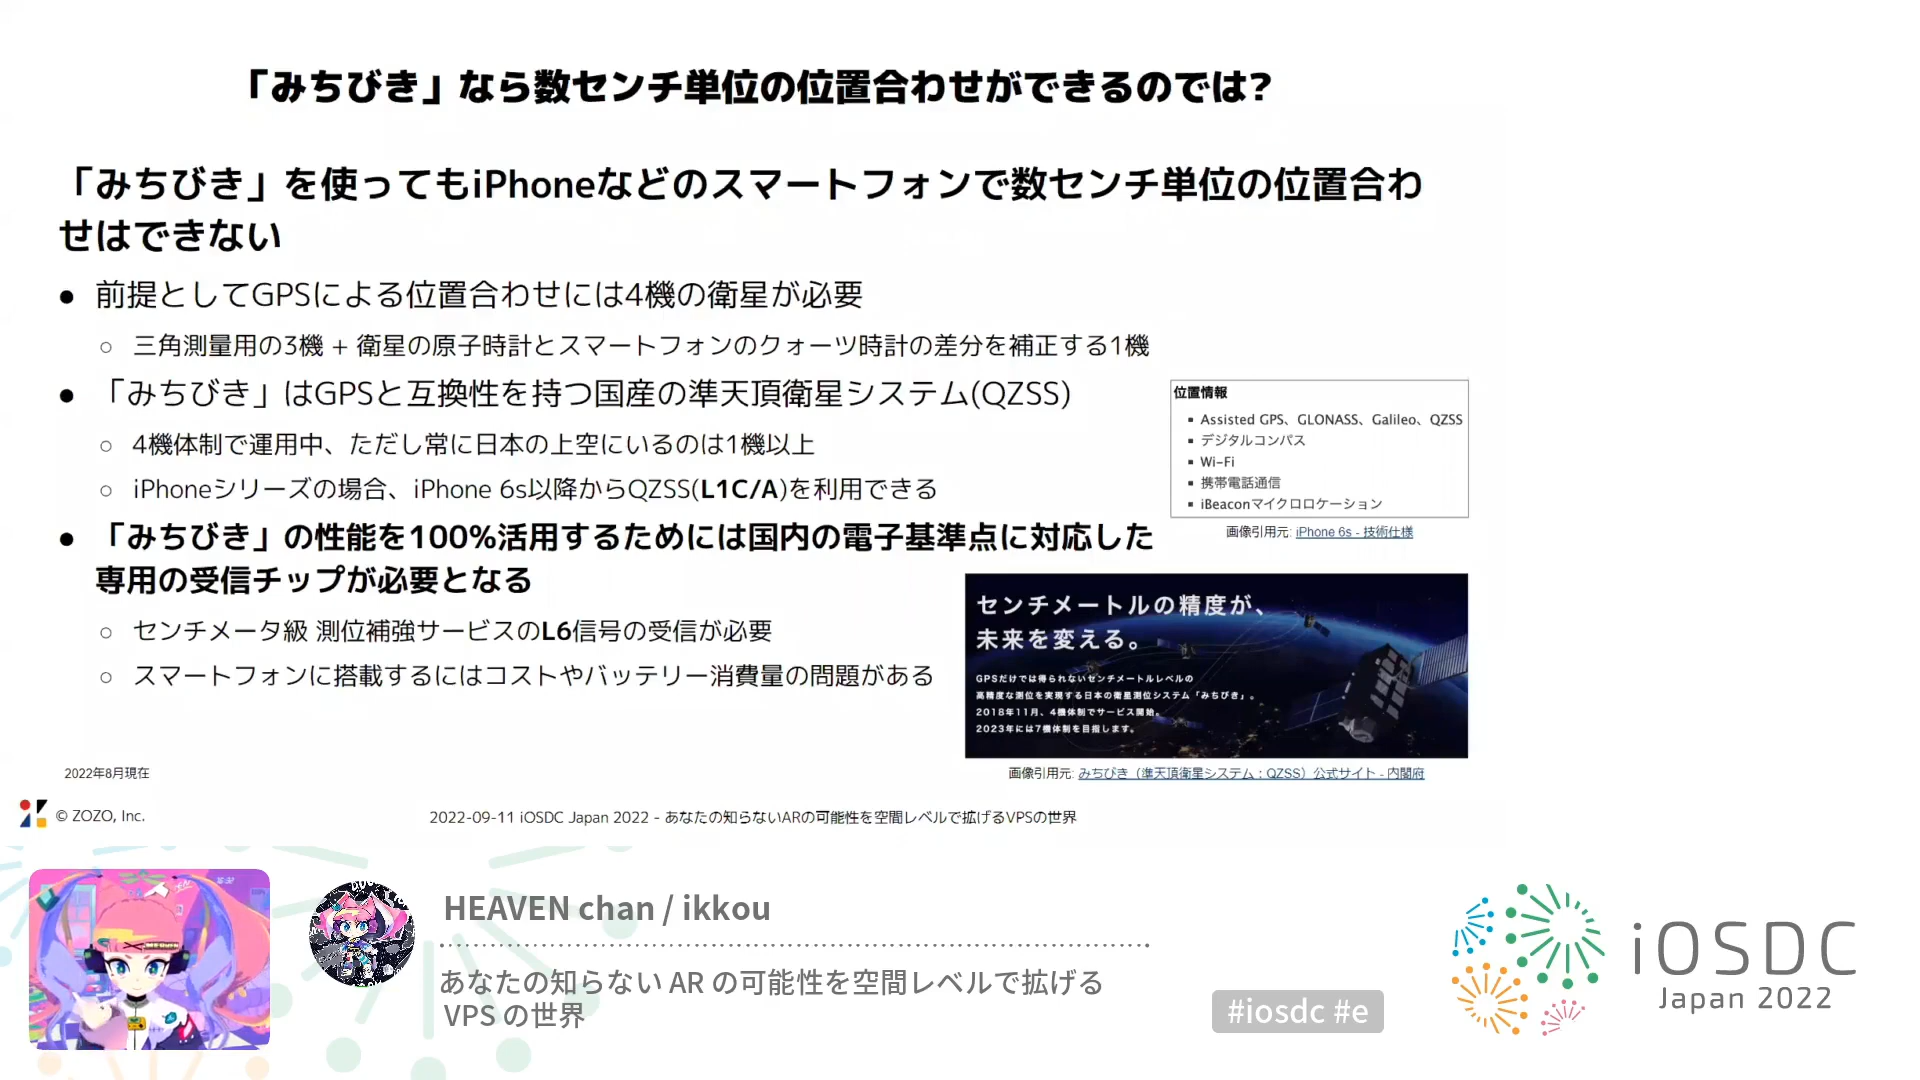 「みちびき」なら数センチ単位の位置合わせができるのでは?
「みちびき」を使ってもiPhoneなどのスマートフォンで数センチ単位の位置合わ
せはできない
● 前提としてGPSによる位置合わせには4機の衛星が必要
○ 三角測量用の3機 + 衛星の原子時計とスマートフォンのクォーツ時計の差分を補正する1機
● 「みちびき」はGPSと互換性を持つ国産の準天頂衛星システム(QZSS)
○ 4機体制で運用中、ただし常に日本の上空にいるのは1機以上
○ iPhoneシリーズの場合、iPhone 6s以降からQZSS(L1C/A)を利用できる
● 「みちびき」の性能を100%活用するためには国内の電子基準点に対応した
専用の受信チップが必要となる
○ センチメータ級 測位補強サービスのL6信号の受信が必要
○ スマートフォンに搭載するにはコストやバッテリー消費量の問題がある
位置情報
▪ Assisted GPS、GLONASS、Galileo、QZSS
▪ デジタルコンパス
▪ Wi-Fi
▪ 携帯電話通信
▪ iBeaconマイクロロケーション
画像引用元: iPhone 6s - 技術仕様
センチメートルの精度が、
未来を変える。
GPSだけでは得られないセンチメートルレベルの
高精度な測位を実現する日本の衛星測位システム「みちびき」。
2018年11月、4機体制でサービス開始。
2023年には7機体制を目指します。
画像引用元: みちびき（準天頂衛星システム：QZSS）公式サイト - 内閣府
2022年8月現在
© ZOZO, Inc.
2022-09-11 iOSDC Japan 2022 - あなたの知らないARの可能性を空間レベルで拡げるVPSの世界
HEAVEN chan / ikkou
あなたの知らない AR の可能性を空間レベルで拡げる
VPS の世界
#iosdc #e
iOSDC
Japan 2022